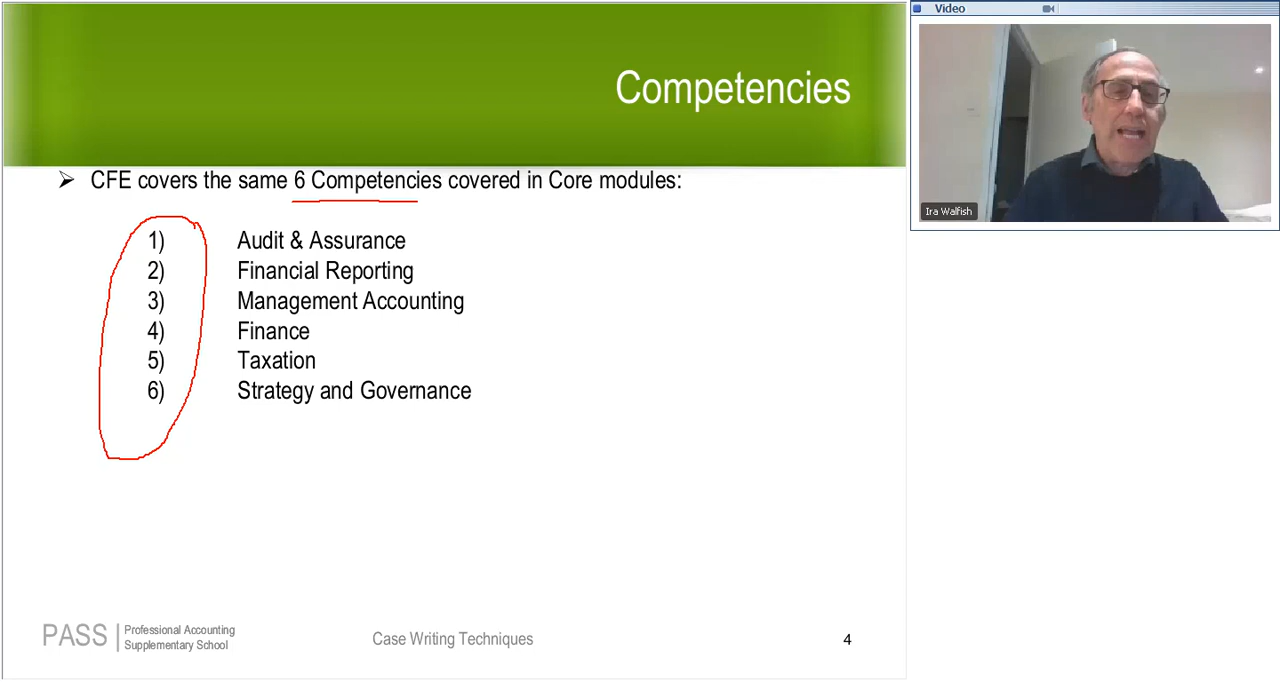 Competencies
➢ CFE covers the same 6 Competencies covered in Core modules:
1) Audit & Assurance
2) Financial Reporting
3) Management Accounting
4) Finance
5) Taxation
6) Strategy and Governance
PASS Professional Accounting
Supplementary School
Case Writing Techniques
4
Video
Ira Walfish